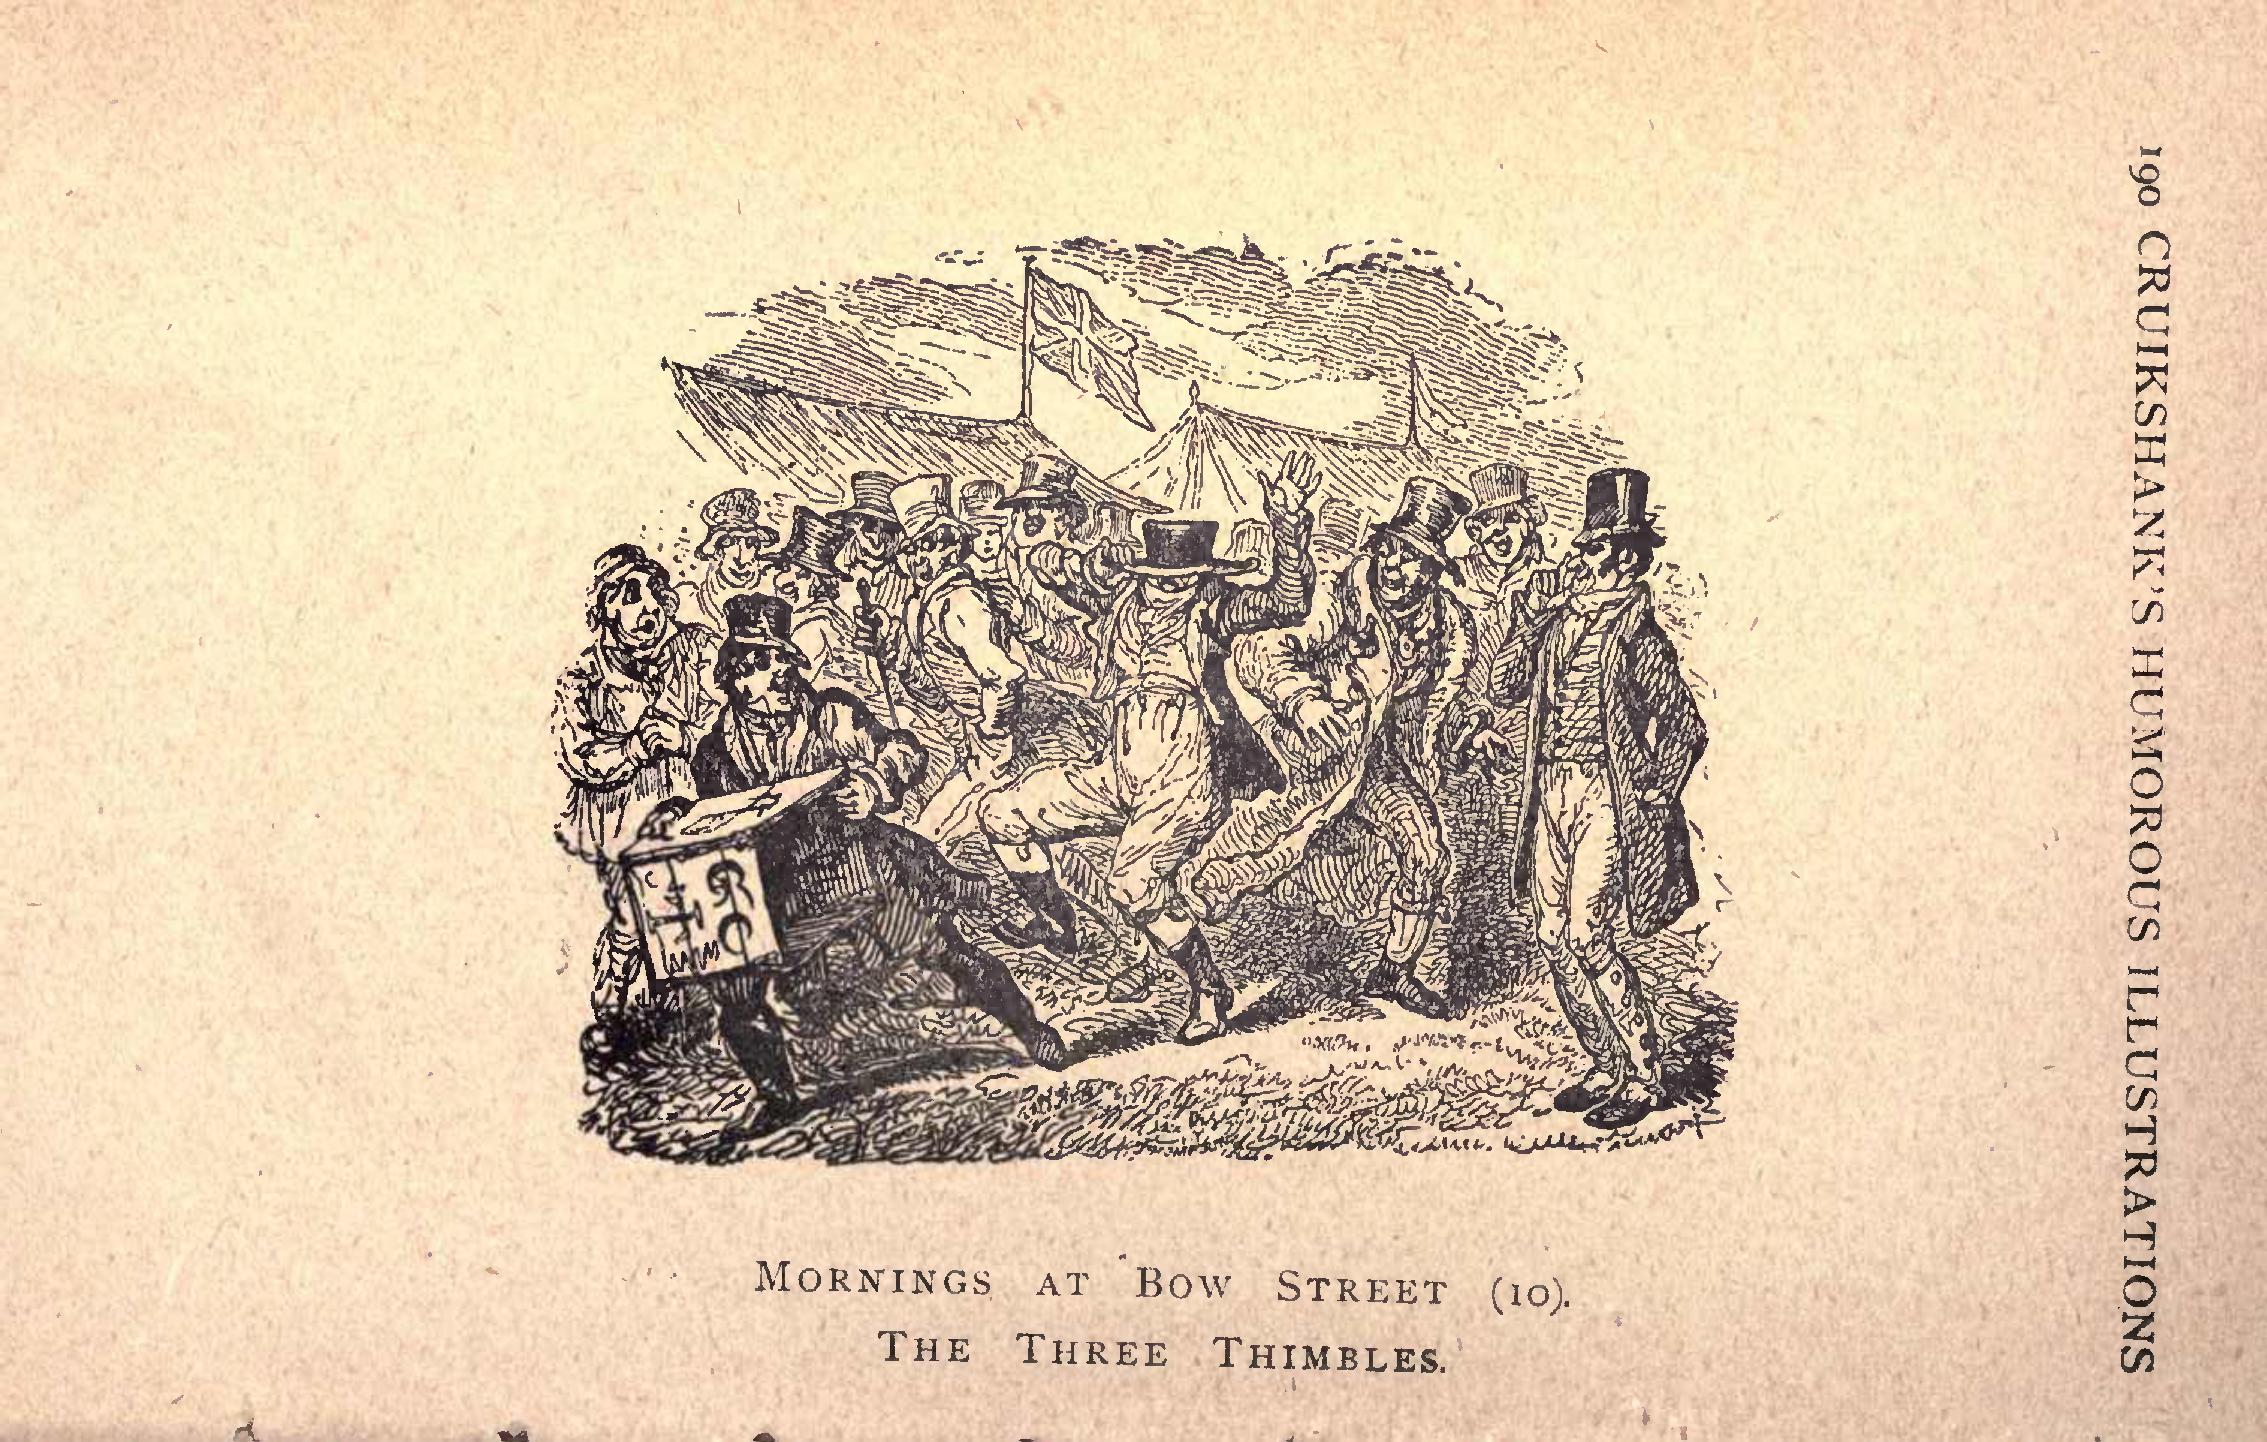 190 CRUIKSHANK'S HUMOROUS ILLUSTRATIONS
MORNINGS AT BOW STREET (10).
THE THREE THIMBLES.